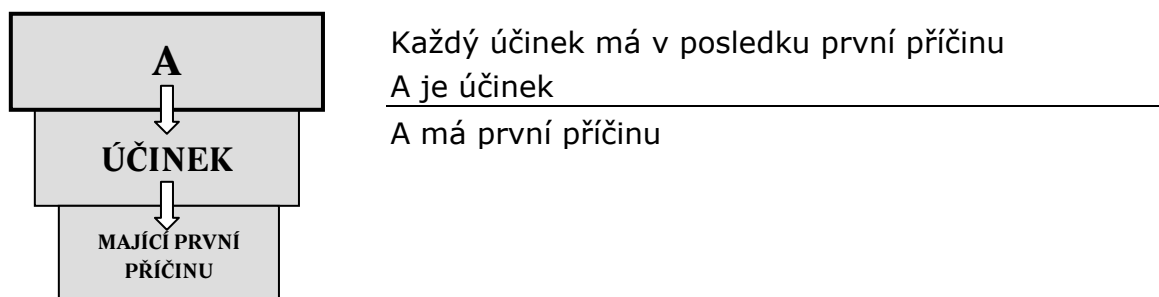 A
ÚČINEK
MAJÍCÍ PRVNÍ
PŘÍČINU
Každý účinek má v posledku první příčinu
A je účinek
A má první příčinu